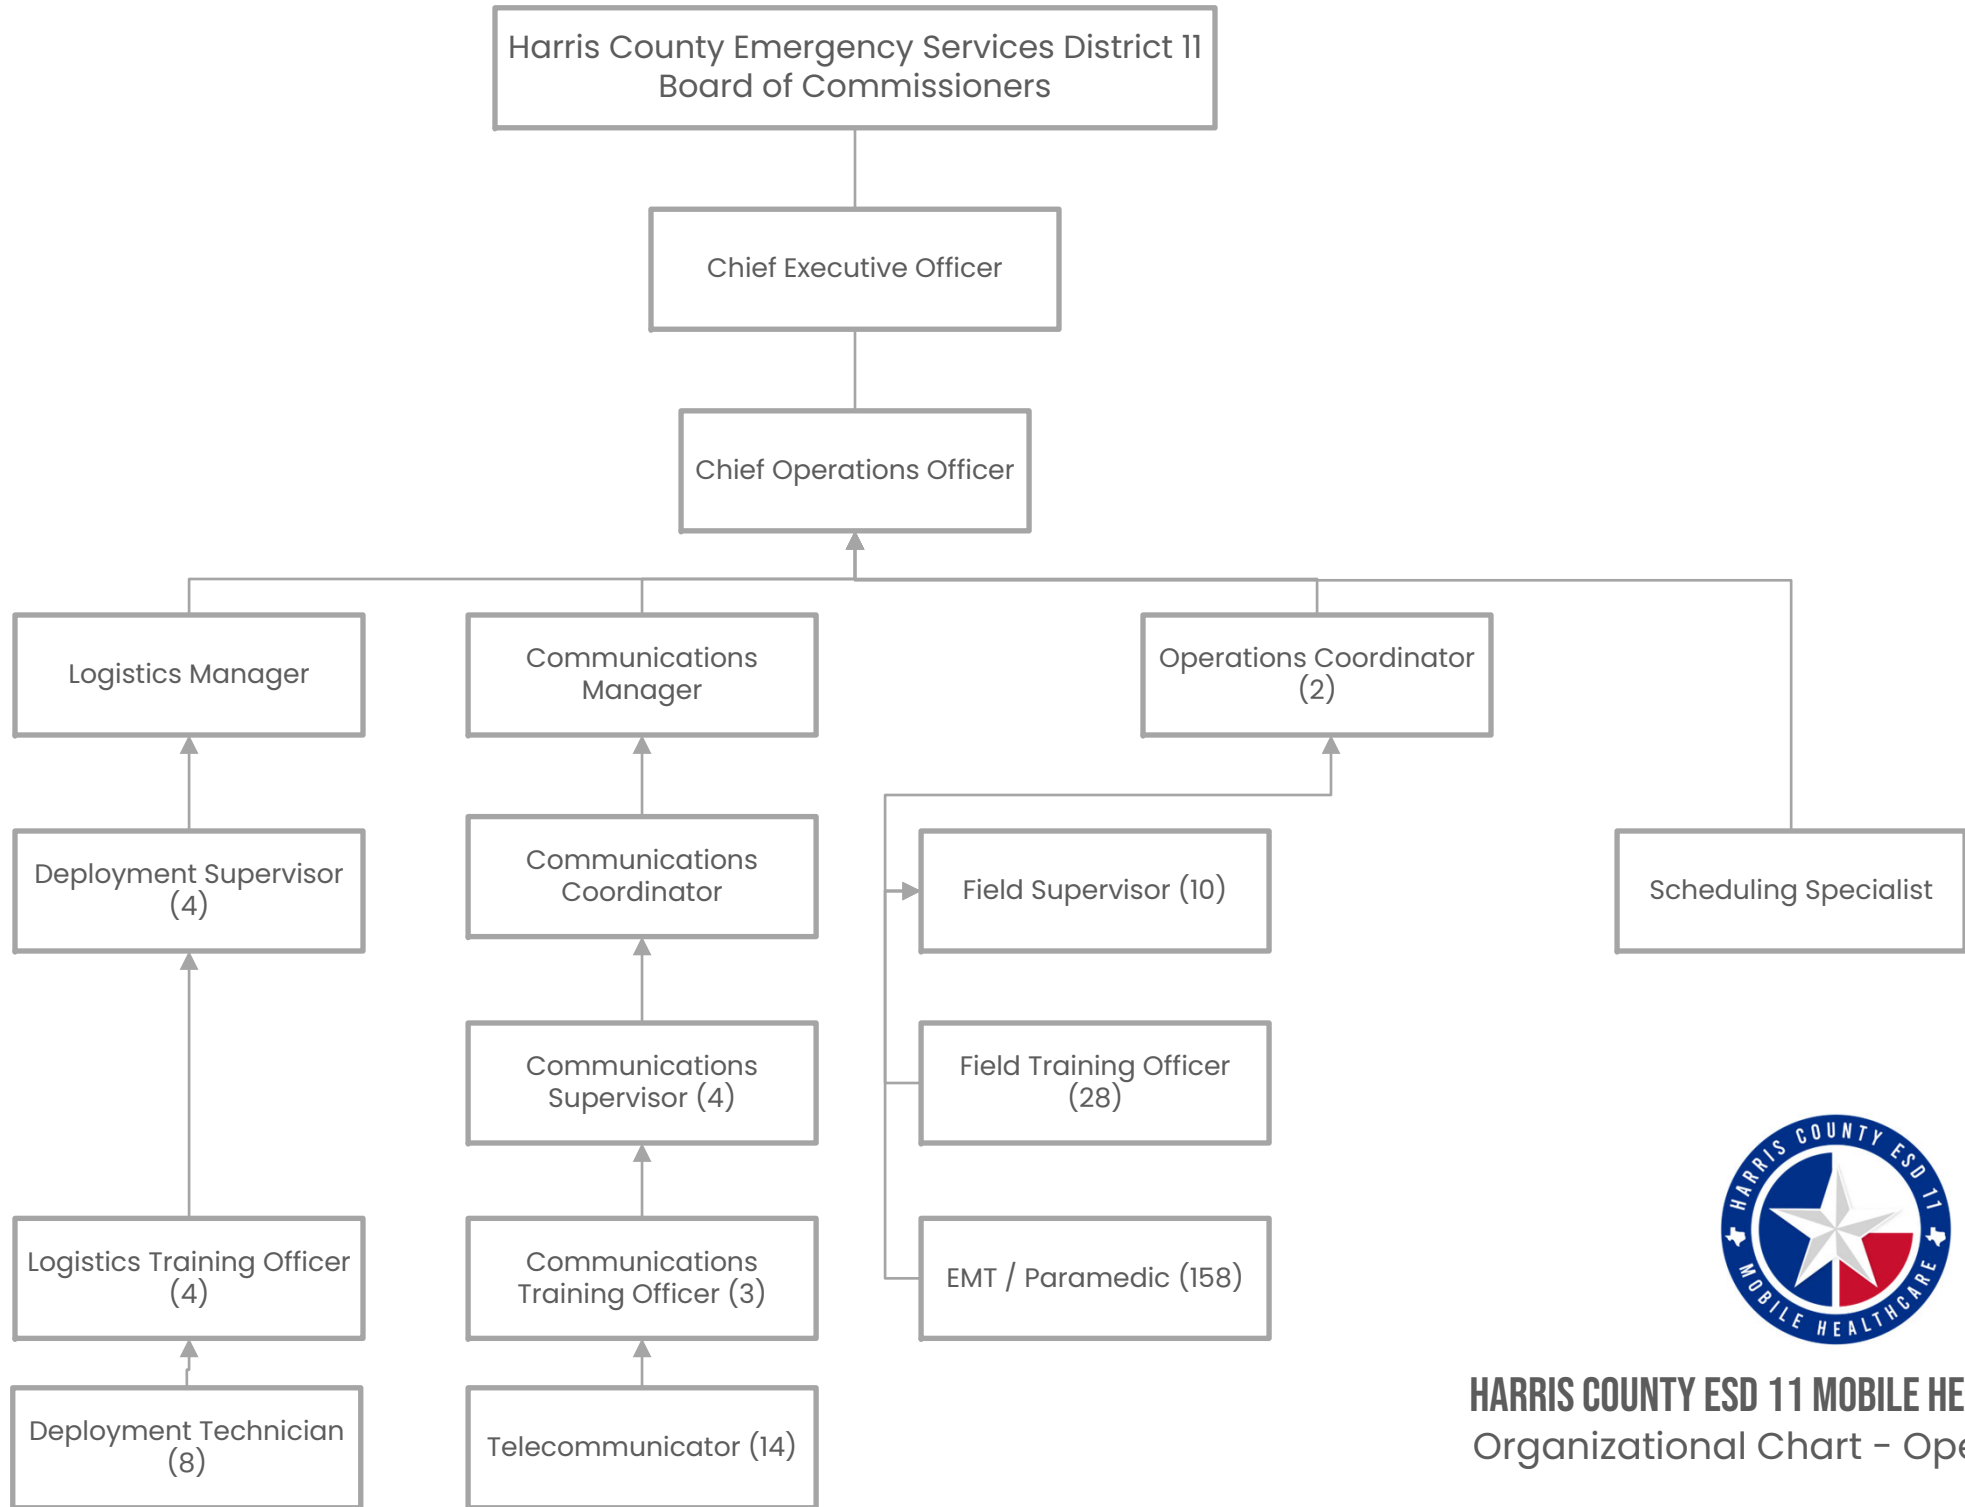 Harris County Emergency Services District 11
Board of Commissioners
Chief Executive Officer
Chief Operations Officer
Logistics Manager
Communications
Manager
Operations Coordinator
(2)
Deployment Supervisor
(4)
Communications
Coordinator
Field Supervisor (10)
Scheduling Specialist
Communications
Supervisor (4)
Field Training Officer
(28)
Logistics Training Officer
(4)
Communications
Training Officer (3)
EMT / Paramedic (158)
Deployment Technician
(8)
Telecommunicator (14)
HARRIS COUNTY ESD 11
MOBILE HEALTHCARE
HARRIS COUNTY ESD 11 MOBILE
Organizational Chart -